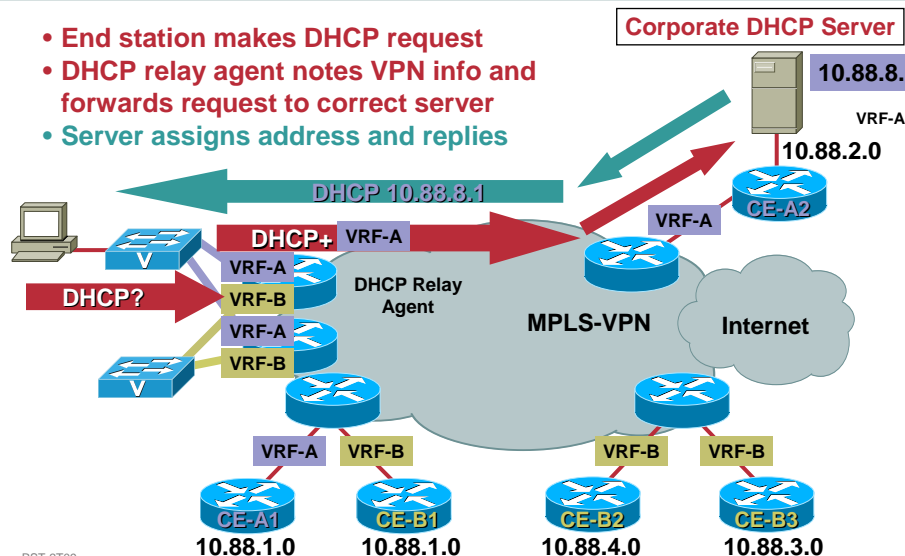 • End station makes DHCP request
• DHCP relay agent notes VPN info and
forwards request to correct server
• Server assigns address and replies
Corporate DHCP Server
10.88.8.
VRF-A
10.88.2.0
CE-A2
DHCP 10.88.8.1
VRF-A
DHCP+ VRF-A
V
VRF-A
DHCP Relay
Agent
DHCP?
VRF-B
MPLS-VPN
Internet
VRF-A
VRF-B
V
VRF-A
VRF-B
VRF-B
VRF-B
CE-A1
CE-B1
CE-B2
CE-B3
10.88.1.0
10.88.1.0
10.88.4.0
10.88.3.0